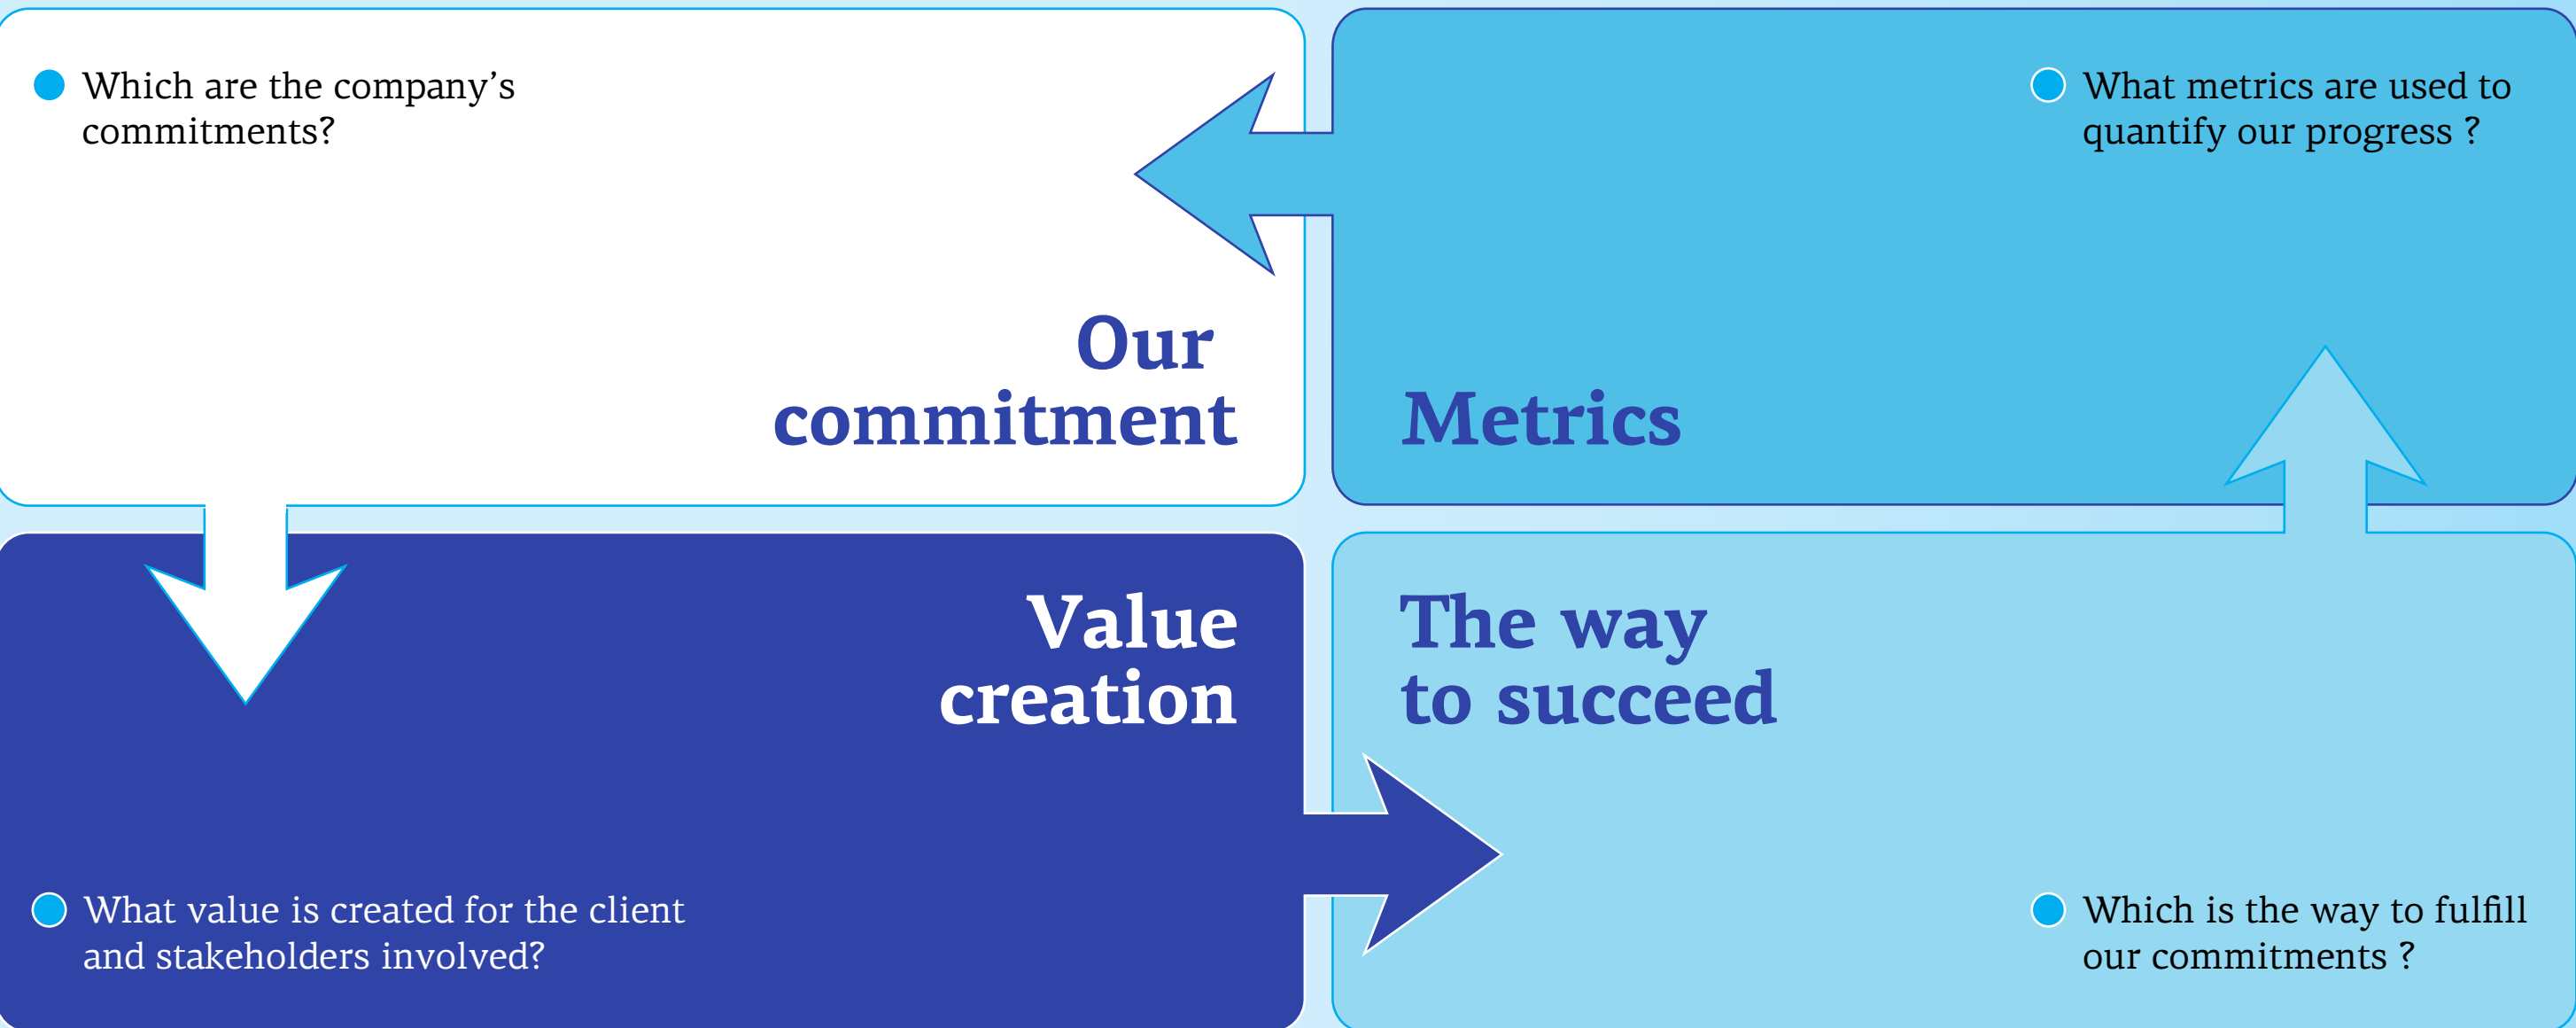 Which are the company’s
commitments?
Our
commitment
What metrics are used to
quantify our progress ?
Metrics
Value
creation
What value is created for the client
and stakeholders involved?
The way
to succeed
Which is the way to fulfill
our commitments ?